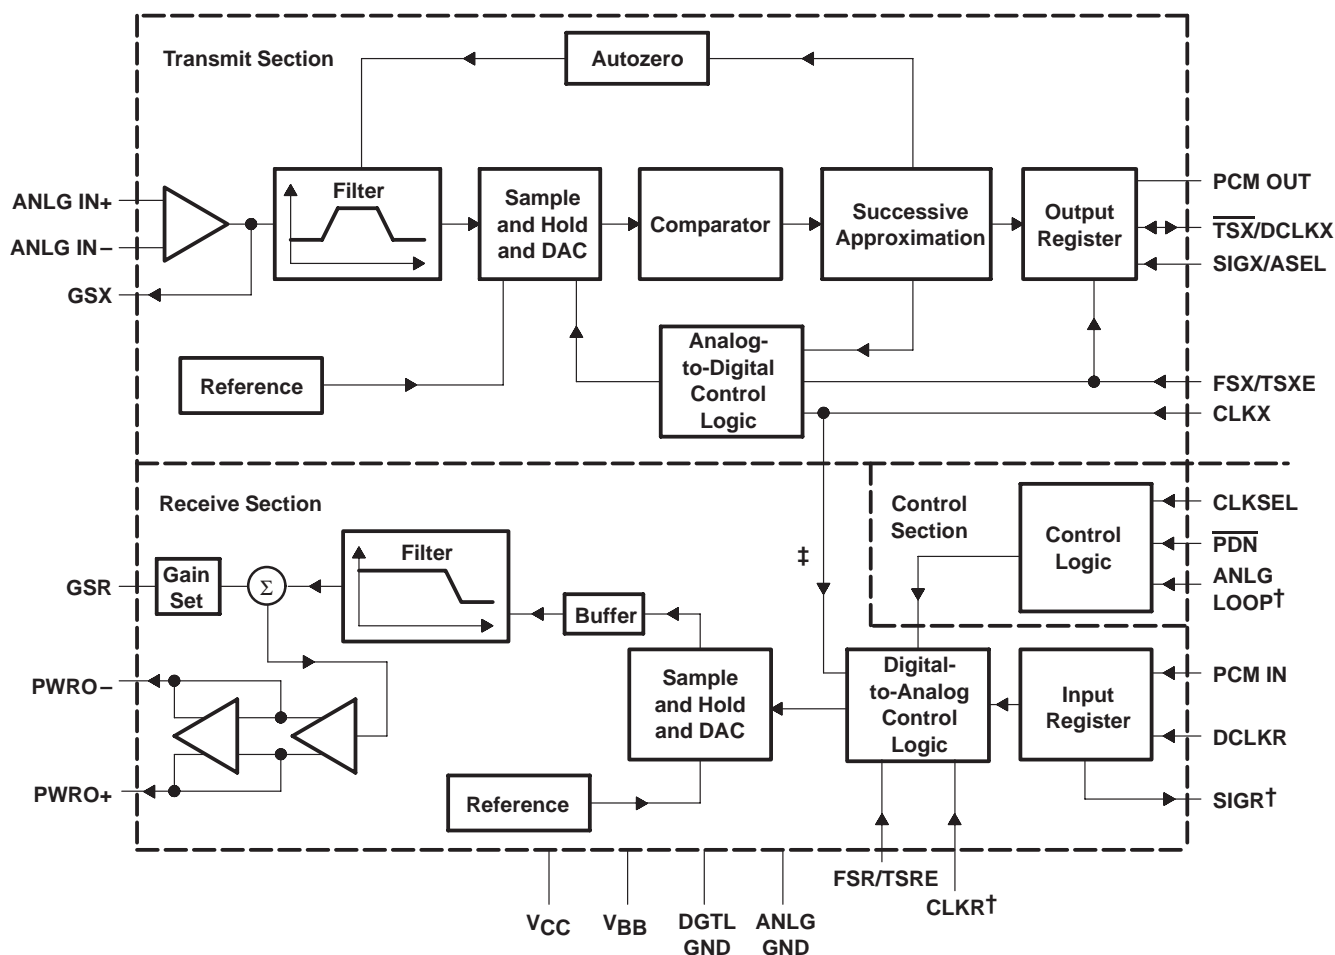 Transmit Section
Autozero
ANLG IN+
ANLG IN−
GSX
Filter
Sample
and Hold
and DAC
Comparator
Successive
Approximation
Output
Register
PCM OUT
TSX/DCLKX
SIGX/ASEL
Reference
Analog-
to-Digital
Control
Logic
FSX/TSXE
CLKX
Receive Section
Control
Section
Control
Logic
CLKSEL
PDN
ANLG
LOOP†
‡
GSR
Gain
Set
Σ
Filter
Buffer
PWRO−
PWRO+
Sample
and Hold
and DAC
Reference
Digital-
to-Analog
Control
Logic
Input
Register
PCM IN
DCLKR
SIGR†
VCC
VBB
DGTL
GND
ANLG
GND
FSR/TSRE
CLKR†